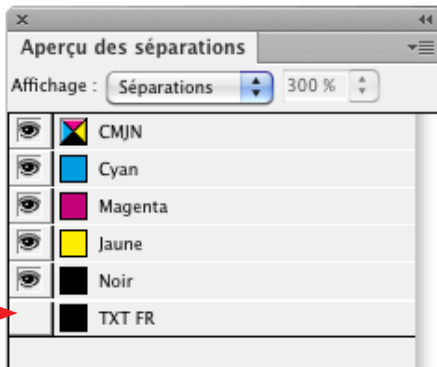 Aperçu des séparations
Affichage : Séparations 300 %
CMJN
Cyan
Magenta
Jaune
Noir
TXT FR